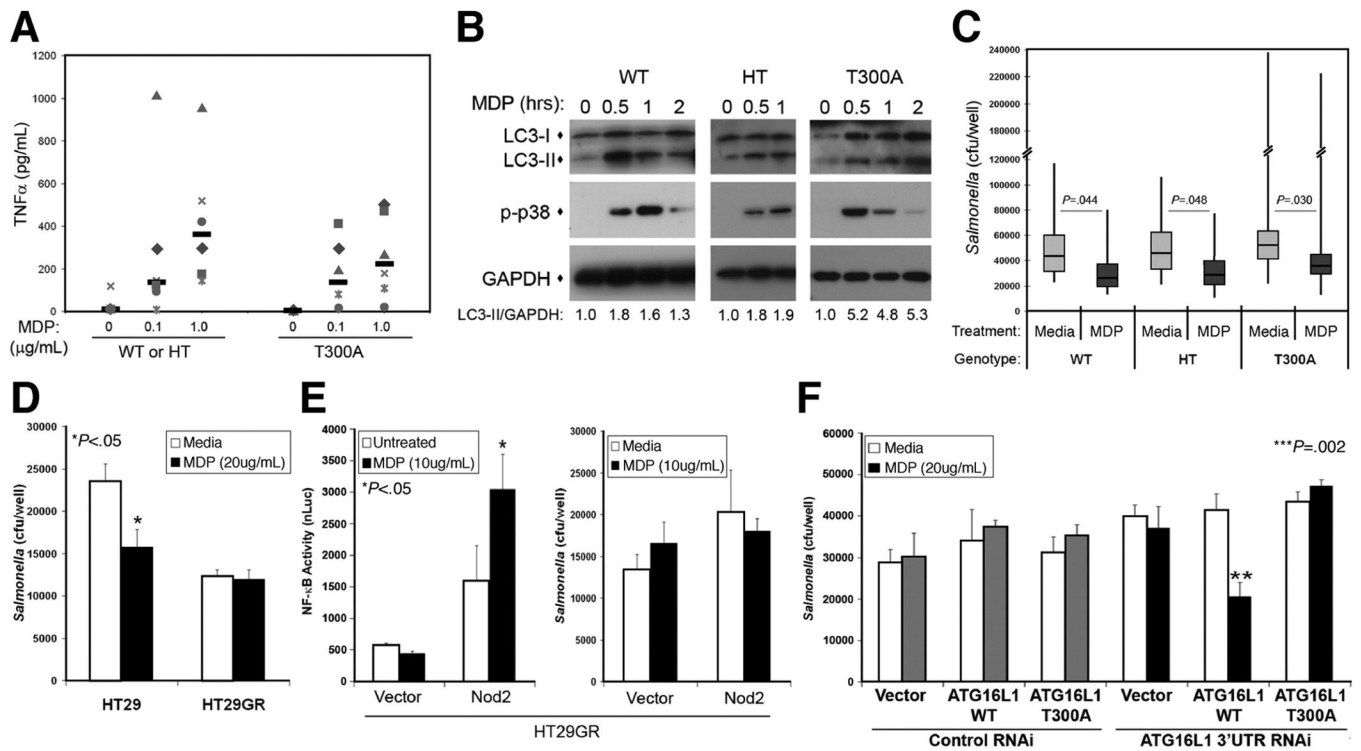 A
TNFα (pg/mL)
1200
1000
800
600
400
200
0
MDP: 0 0.1 1.0 0 0.1 1.0
(μg/mL)
WT or HT T300A
B
WT HT T300A
MDP (hrs): 0 0.5 1 2 0 0.5 1 0 0.5 1 2
LC3-I
LC3-II
p-p38
GAPDH
LC3-II/GAPDH: 1.0 1.8 1.6 1.3 1.0 1.8 1.9 1.0 5.2 4.8 5.3
C
Salmonella (cfu/well)
240000
220000
200000
180000
160000
120000
100000
80000
60000
40000
20000
0
P=.044 P=.048 P=.030
Treatment: Media MDP Media MDP Media MDP
Genotype: WT HT T300A
D
Salmonella (cfu/well)
30000
25000
20000
15000
10000
5000
0
*P<.05
Media
MDP (20ug/mL)
*
HT29 HT29GR
E
NF-κB Activity (nLuc)
4000
3500
3000
2500
2000
1500
1000
500
0
Untreated
MDP (10ug/mL)
*P<.05
*
Vector Nod2
Salmonella (cfu/well)
30000
25000
20000
15000
10000
5000
0
Media
MDP (10ug/mL)
Vector Nod2
HT29GR
F
Salmonella (cfu/well)
60000
50000
40000
30000
20000
10000
0
Media
MDP (20ug/mL)
***P=.002
**
Vector ATG16L1 ATG16L1 Vector ATG16L1 ATG16L1
WT T300A WT T300A
Control RNAi ATG16L1 3'UTR RNAi